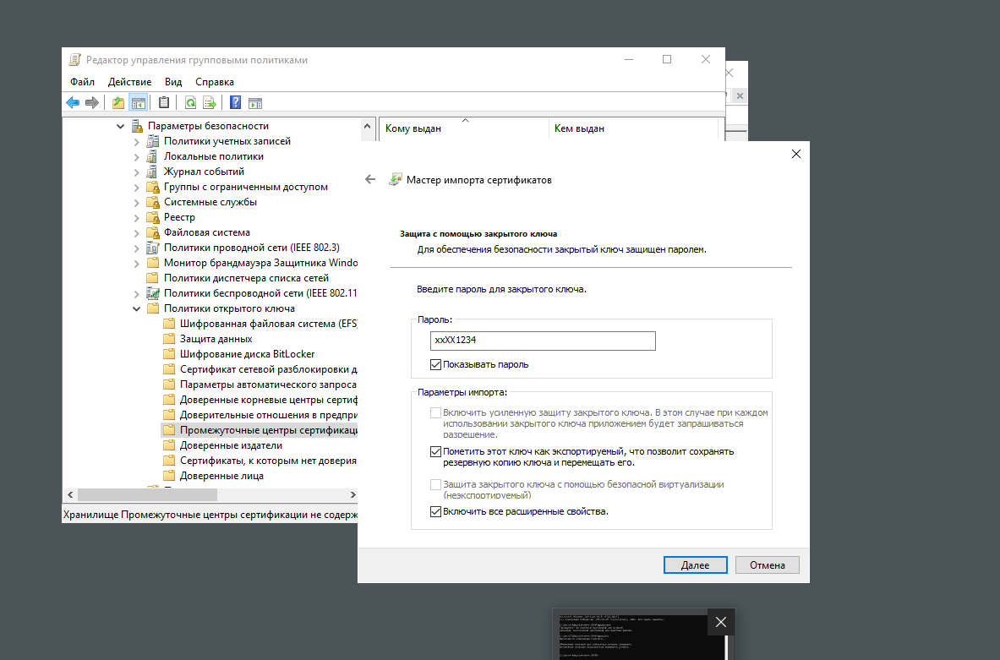 Редактор управления групповыми политиками
Файл Действие Вид Справка
Параметры безопасности
Политики учетных записей
Локальные политики
Журнал событий
Группы с ограниченным доступом
Системные службы
Реестр
Файловая система
Политики проводной сети (IEEE 802.3)
Монитор брандмауэра Защитника Windo
Политики диспетчера списка сетей
Политики беспроводной сети (IEEE 802.11
Политики открытого ключа
Шифрованная файловая система (EFS)
Защита данных
Шифрование диска BitLocker
Сертификат сетевой разблокировки д
Параметры автоматического запроса
Доверенные корневые центры сертиф
Доверительные отношения в предпри
Промежуточные центры сертификаци
Доверенные издатели
Сертификаты, к которым нет доверия
Доверенные лица
Хранилище Промежуточные центры сертификации не содерж
Кому выдан Кем выдан
Мастер импорта сертификатов
Защита с помощью закрытого ключа
Для обеспечения безопасности закрытый ключ защищен паролем.
Введите пароль для закрытого ключа.
Пароль:
xxXX1234
Показывать пароль
Параметры импорта:
Включить усиленную защиту закрытого ключа. В этом случае при каждом
использовании закрытого ключа приложением будет запрашиваться
разрешение.
Пометить этот ключ как экспортируемый, что позволит сохранять
резервную копию ключа и перемещать его.
Защита закрытого ключа с помощью безопасной виртуализации
(неэкспортируемый)
Включить все расширенные свойства.
Далее Отмена